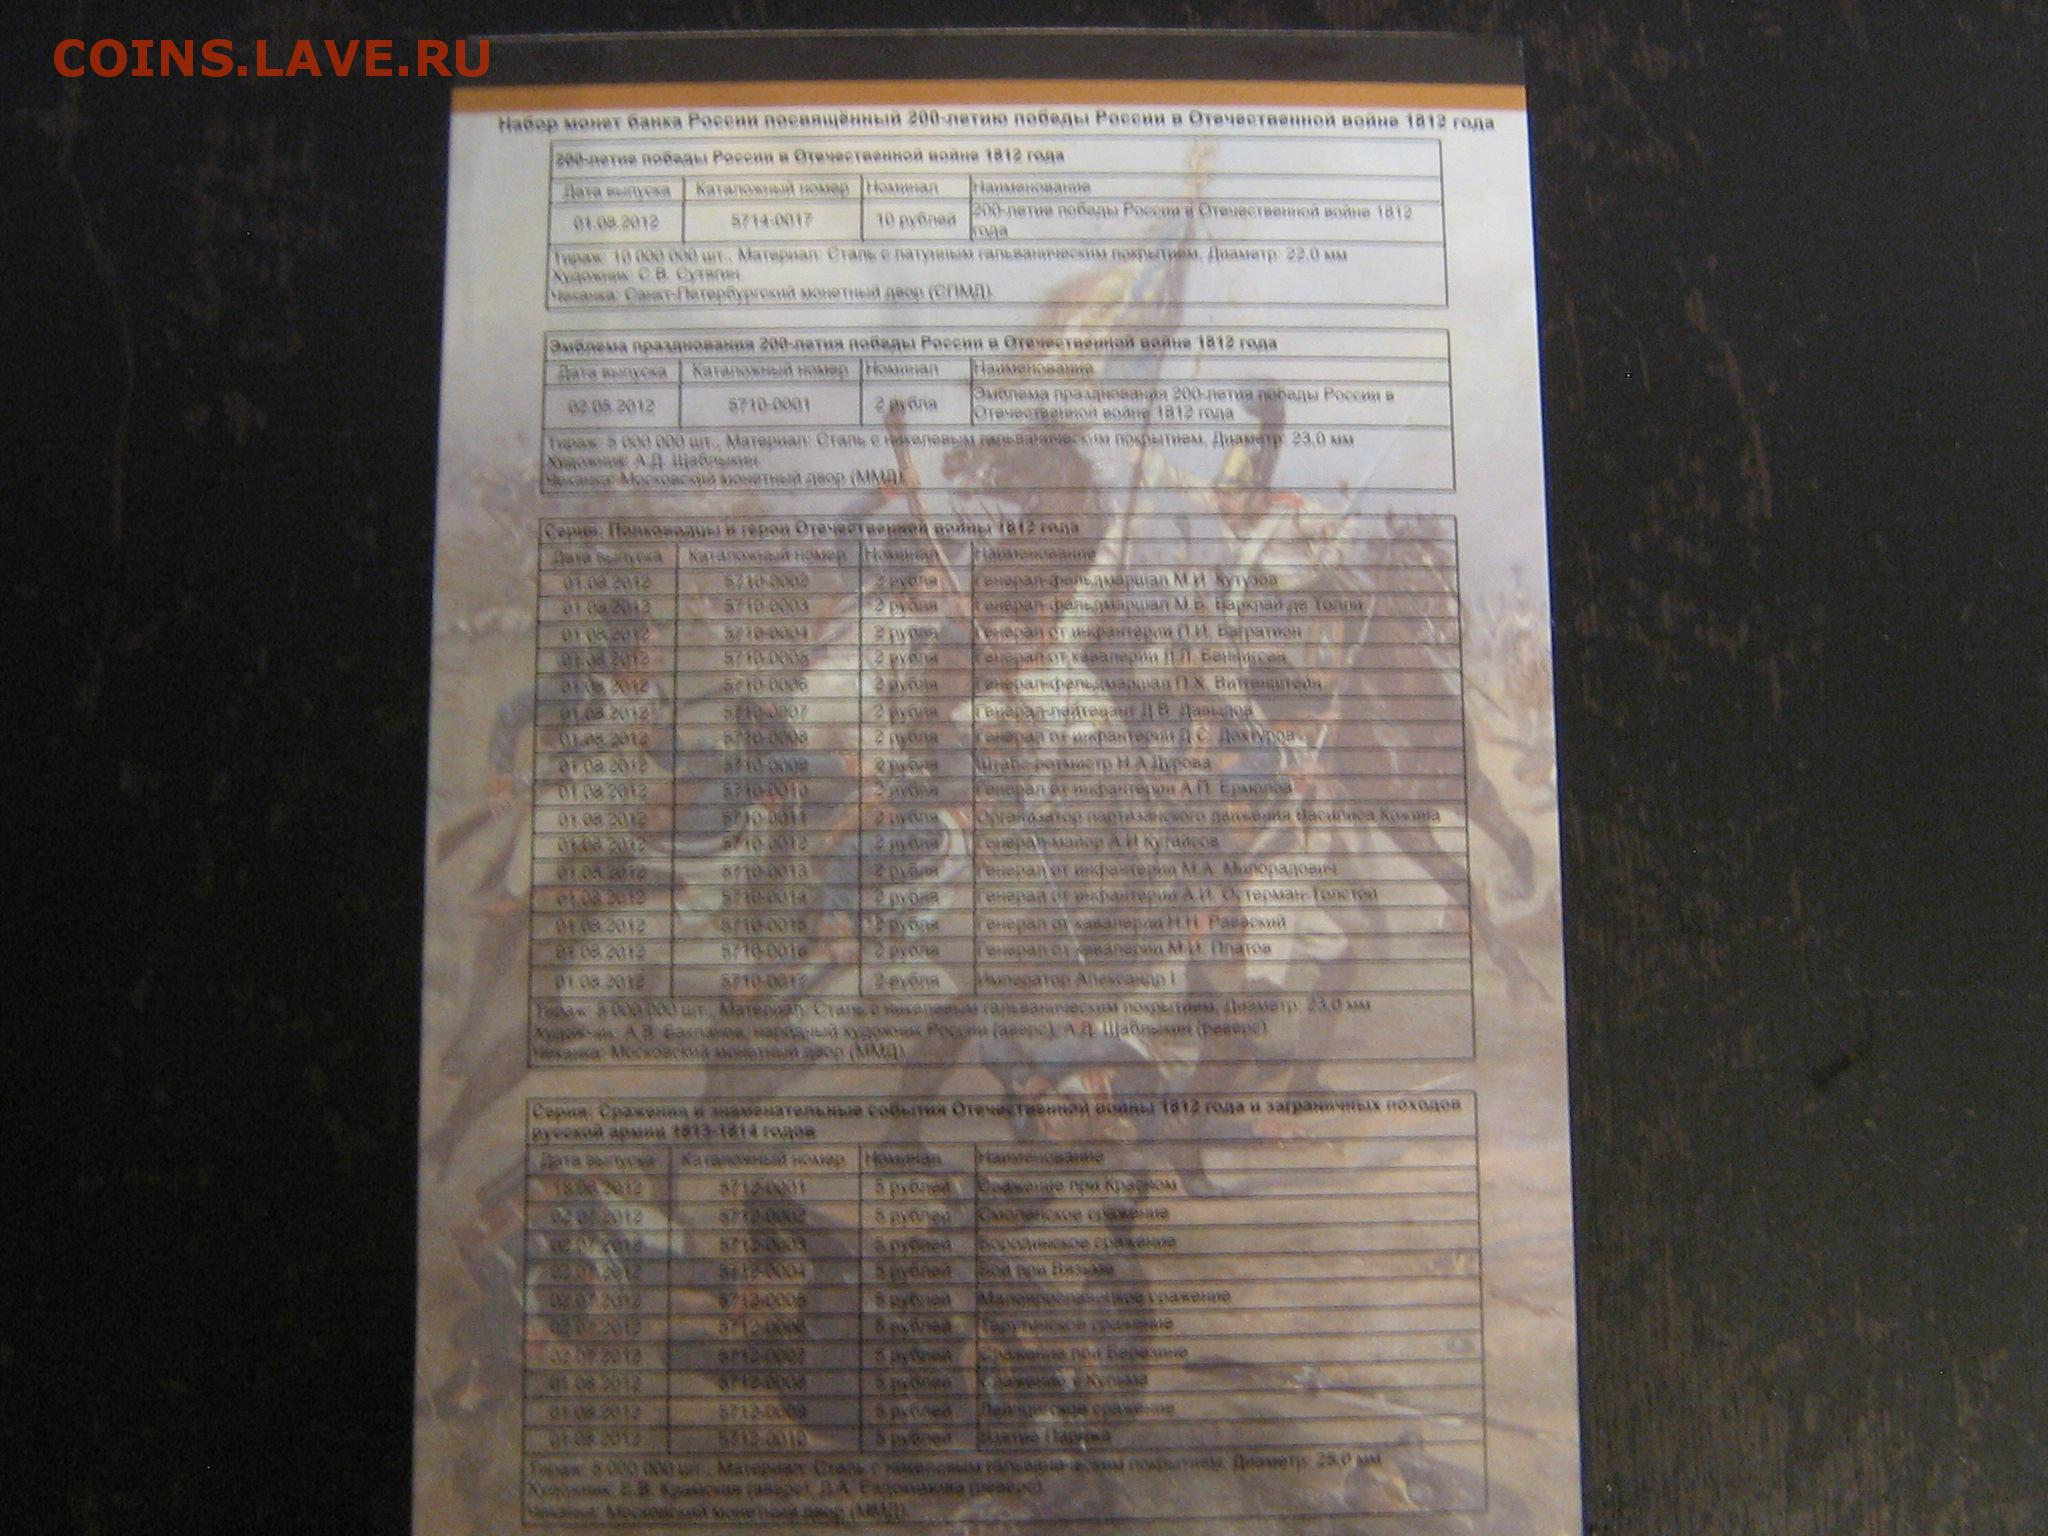 COINS.LAVE.RU
Набор монет банка России посвящённый 200-летию победы России в Отечественной войне 1812 года
200-летие победы России в Отечественной войне 1812 года
Дата выпуска Каталожный номер Номинал Наименование
01.08.2012 5714-0017 10 рублей 200-летие победы России в Отечественной войне 1812
года
Тираж: 10 000 000 шт., Материал: Сталь с латунным гальваническим покрытием, Диаметр: 22,0 мм
Художник: С.В. Сутягин.
Чеканка: Санкт-Петербургский монетный двор (СПМД).
Эмблема празднования 200-летия победы России в Отечественной войне 1812 года
Дата выпуска Каталожный номер Номинал Наименование
02.05.2012 5710-0001 2 рубля Эмблема празднования 200-летия победы России в
Отечественной войне 1812 года
Тираж: 5 000 000 шт., Материал: Сталь с никелевым гальваническим покрытием, Диаметр: 23,0 мм
Художник: А.Д. Щаблыкин.
Чеканка: Московский монетный двор (ММД).
Серия: Полководцы и герои Отечественной войны 1812 года
Дата выпуска Каталожный номер Номинал Наименование
01.08.2012 5710-0002 2 рубля Генерал-фельдмаршал М.И. Кутузов
01.08.2012 5710-0003 2 рубля Генерал-фельдмаршал М.Б. Барклай де Толли
01.08.2012 5710-0004 2 рубля Генерал от инфантерии П.И. Багратион
01.08.2012 5710-0005 2 рубля Генерал от кавалерии Л.Л. Беннигсен
01.08.2012 5710-0006 2 рубля Генерал-фельдмаршал П.Х. Витгенштейн
01.08.2012 5710-0007 2 рубля Генерал-лейтенант Д.В. Давыдов
01.08.2012 5710-0008 2 рубля Генерал от инфантерии Д.С. Дохтуров
01.08.2012 5710-0009 2 рубля Штабс-ротмистр Н.А.Дурова
01.08.2012 5710-0010 2 рубля Генерал от инфантерии А.П. Ермолов
01.08.2012 5710-0011 2 рубля Организатор партизанского движения Василиса Кожина
01.08.2012 5710-0012 2 рубля Генерал-майор А.И.Кутайсов
01.08.2012 5710-0013 2 рубля Генерал от инфантерии М.А. Милорадович
01.08.2012 5710-0014 2 рубля Генерал от инфантерии А.И. Остерман-Толстой
01.08.2012 5710-0015 2 рубля Генерал от кавалерии Н.Н. Раевский
01.08.2012 5710-0016 2 рубля Генерал от кавалерии М.И. Платов
01.08.2012 5710-0017 2 рубля Император Александр I
Тираж: 5 000 000 шт., Материал: Сталь с никелевым гальваническим покрытием, Диаметр: 23,0 мм
Художник: А.В. Бакланов, народный художник России (аверс), А.Д. Щаблыкин (реверс).
Чеканка: Московский монетный двор (ММД).
Серия: Сражения и знаменательные события Отечественной войны 1812 года и заграничных походов
русской армии 1813-1814 годов
Дата выпуска Каталожный номер Номинал Наименование
5712-0001 5 рублей Сражение при Красном
02.07.2012 5712-0002 5 рублей Смоленское сражение
02.07.2012 5712-0003 5 рублей Бородинское сражение
02.07.2012 5712-0004 5 рублей Бой при Вязьме
02.07.2012 5712-0005 5 рублей Малоярославецкое сражение
02.07.2012 5712-0006 5 рублей Тарутинское сражение
02.07.2012 5712-0007 5 рублей Сражение при Березине
01.08.2012 5712-0008 5 рублей Сражение у Кульма
01.08.2012 5712-0009 5 рублей Лейпцигское сражение
01.08.2012 5712-0010 5 рублей Взятие Парижа
Тираж: 5 000 000 шт., Материал: Сталь с никелевым гальваническим покрытием, Диаметр: 25,0 мм
Художник: Е.В. Крамская (аверс), Л.А. Евдокимова (реверс).
Чеканка: Московский монетный двор (ММД).